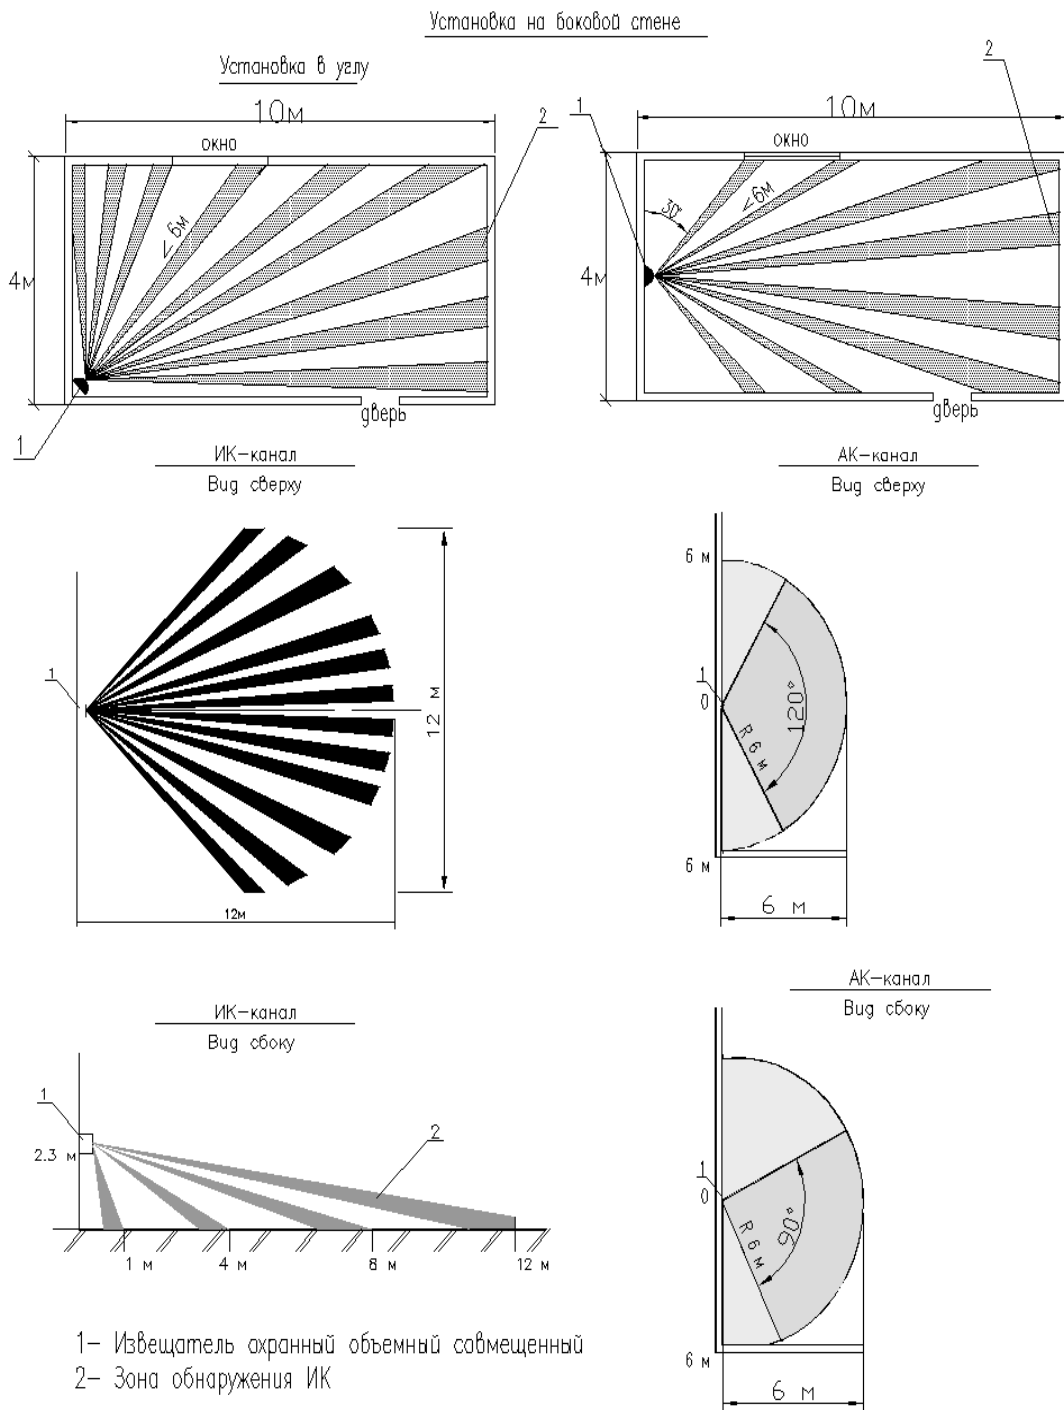 Установка на боковой стене
Установка в углу
2
1
10м
2
10м
окно
окно
<6м
30°
<6м
4м
4м
дверь
дверь
1
ИК-канал
Вид сверху
АК-канал
Вид сверху
6 м
1
1
0
120°
R 6 м
12 м
6 м
12м
6 м
ИК-канал
Вид сбоку
АК-канал
Вид сбоку
1
2
2.3 м
1
0
90°
R 6 м
1 м
4 м
8 м
12 м
1- Извещатель охранный объемный совмещенный
2- Зона обнаружения ИК
6 м
6 м